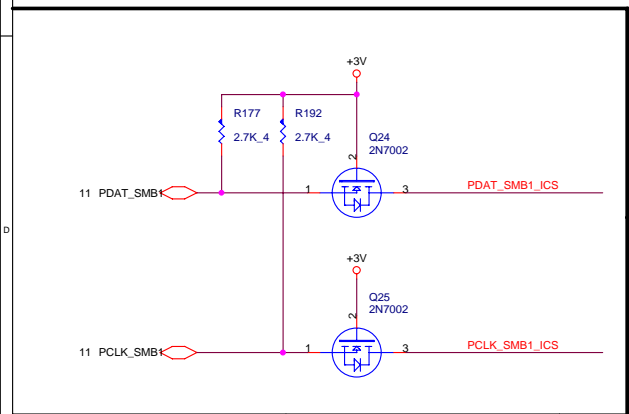 +3V
R177
R192
2.7K_4
2.7K_4
Q24
2N7002
2
11 PDAT_SMB1
1
3
PDAT_SMB1_ICS
D
+3V
Q25
2N7002
2
11 PCLK_SMB1
1
3
PCLK_SMB1_ICS